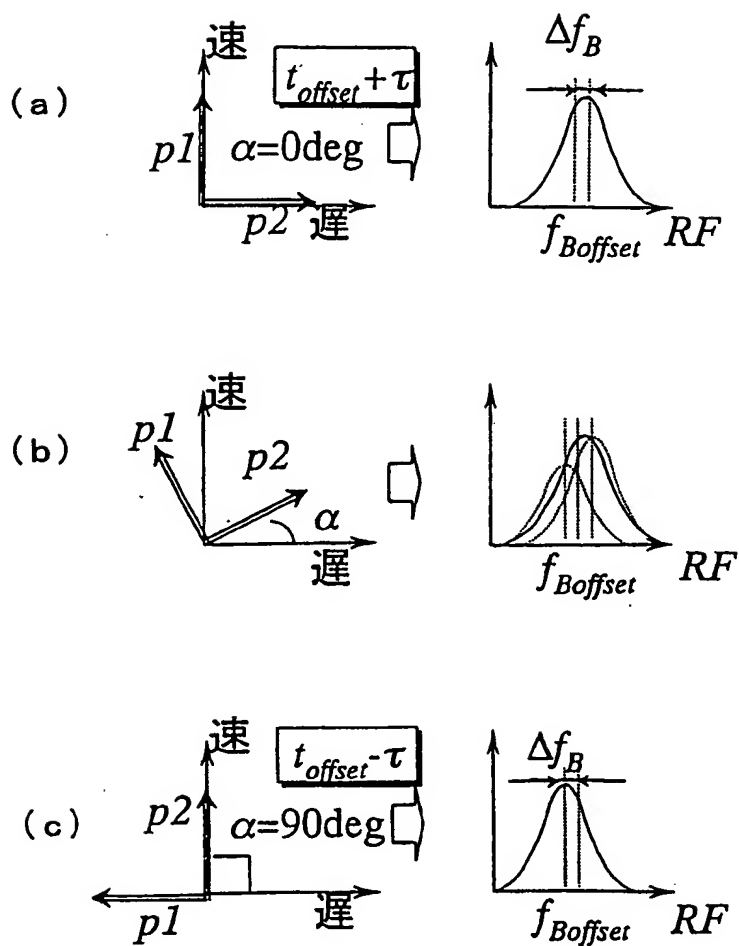 (a)
速
t_offset+τ
p1
α=0deg
p2
遅
Δf_B
f_Boffset
RF
(b)
速
p1
p2
α
遅
f_Boffset
RF
(c)
速
t_offset-τ
p2
α=90deg
p1
遅
Δf_B
f_Boffset
RF